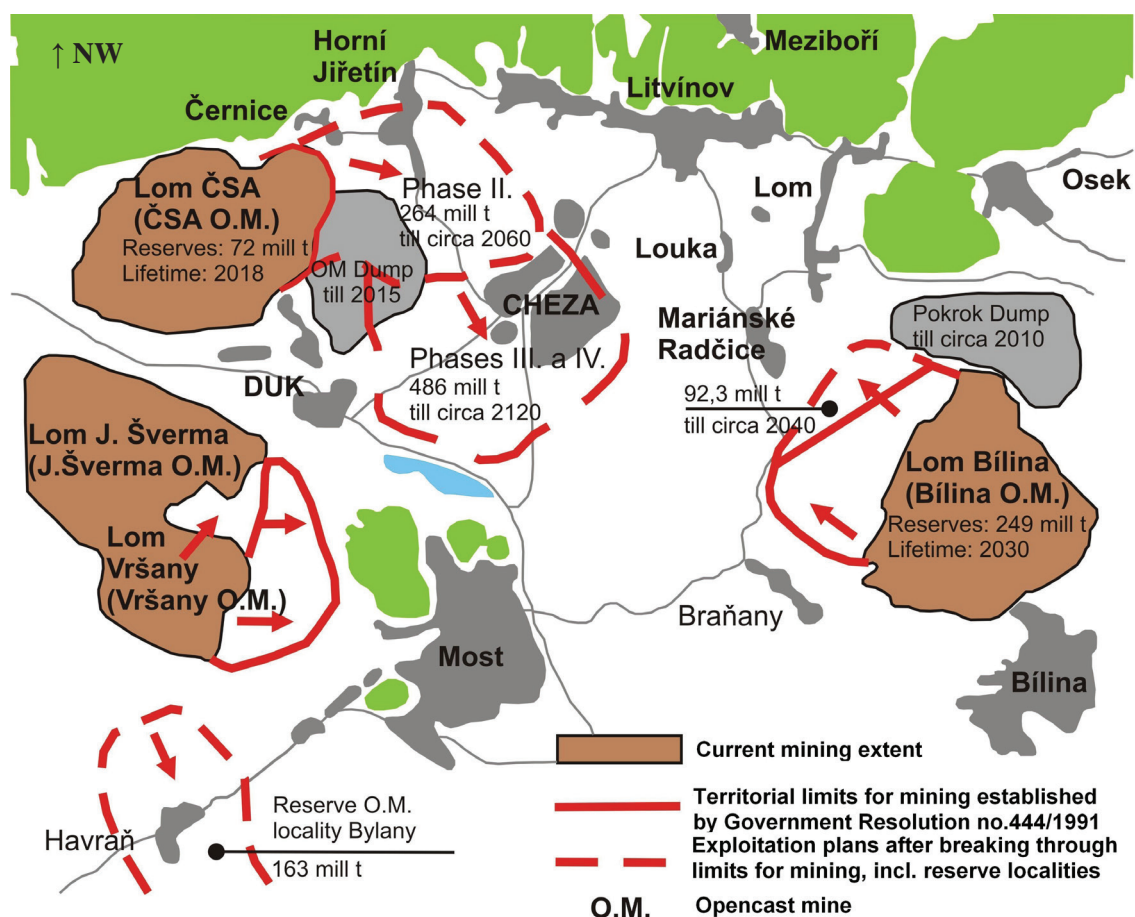 ↑ NW
Horní
Jiřetín
Meziboří
Litvínov
Černice
Lom ČSA
(ČSA O.M.)
Reserves: 72 mill t
Lifetime: 2018
Phase II.
264 mill t
till circa 2060
OM Dump
till 2015
Lom
Osek
Louka
CHEZA
Mariánské
Radčice
Pokrok Dump
till circa 2010
DUK
Phases III. a IV.
486 mill t
till circa 2120
92,3 mill t
till circa 2040
Lom J. Šverma
(J.Šverma O.M.)
Lom Bílina
(Bílina O.M.)
Reserves: 249 mill t
Lifetime: 2030
Lom
Vršany
(Vršany O.M.)
Braňany
Most
Bílina
Havraň
Reserve O.M.
locality Bylany
163 mill t
Current mining extent
Territorial limits for mining established
by Government Resolution no.444/1991
Exploitation plans after breaking through
limits for mining, incl. reserve localities
O.M. Opencast mine